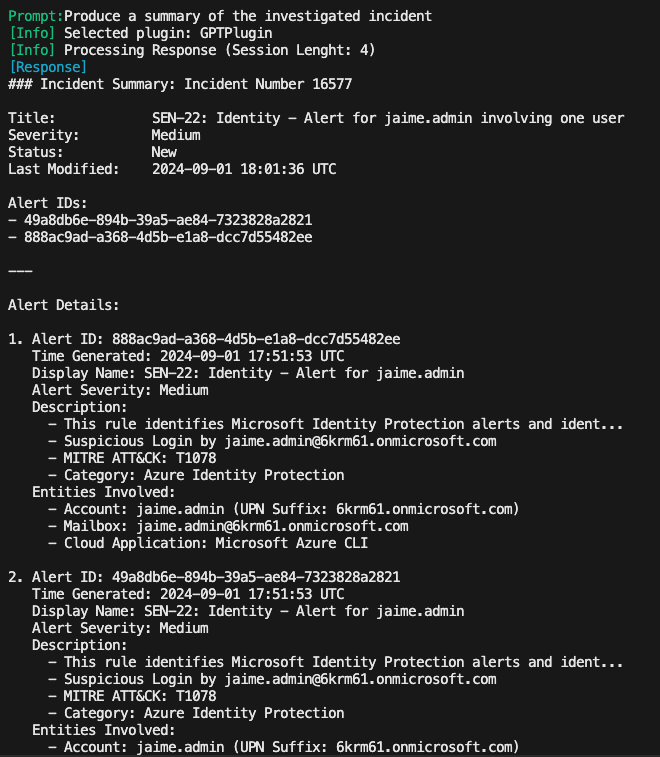 Prompt:Produce a summary of the investigated incident
[Info] Selected plugin: GPTPlugin
[Info] Processing Response (Session Lenght: 4)
[Response]
### Incident Summary: Incident Number 16577
Title: SEN-22: Identity - Alert for jaime.admin involving one user
Severity: Medium
Status: New
Last Modified: 2024-09-01 18:01:36 UTC
Alert IDs:
- 49a8db6e-894b-39a5-ae84-7323828a2821
- 888ac9ad-a368-4d5b-e1a8-dcc7d55482ee
---
Alert Details:
1. Alert ID: 888ac9ad-a368-4d5b-e1a8-dcc7d55482ee
Time Generated: 2024-09-01 17:51:53 UTC
Display Name: SEN-22: Identity - Alert for jaime.admin
Alert Severity: Medium
Description:
- This rule identifies Microsoft Identity Protection alerts and ident...
- Suspicious Login by jaime.admin@6krm61.onmicrosoft.com
- MITRE ATT&CK: T1078
- Category: Azure Identity Protection
Entities Involved:
- Account: jaime.admin (UPN Suffix: 6krm61.onmicrosoft.com)
- Mailbox: jaime.admin@6krm61.onmicrosoft.com
- Cloud Application: Microsoft Azure CLI
2. Alert ID: 49a8db6e-894b-39a5-ae84-7323828a2821
Time Generated: 2024-09-01 17:51:53 UTC
Display Name: SEN-22: Identity - Alert for jaime.admin
Alert Severity: Medium
Description:
- This rule identifies Microsoft Identity Protection alerts and ident...
- Suspicious Login by jaime.admin@6krm61.onmicrosoft.com
- MITRE ATT&CK: T1078
- Category: Azure Identity Protection
Entities Involved:
- Account: jaime.admin (UPN Suffix: 6krm61.onmicrosoft.com)